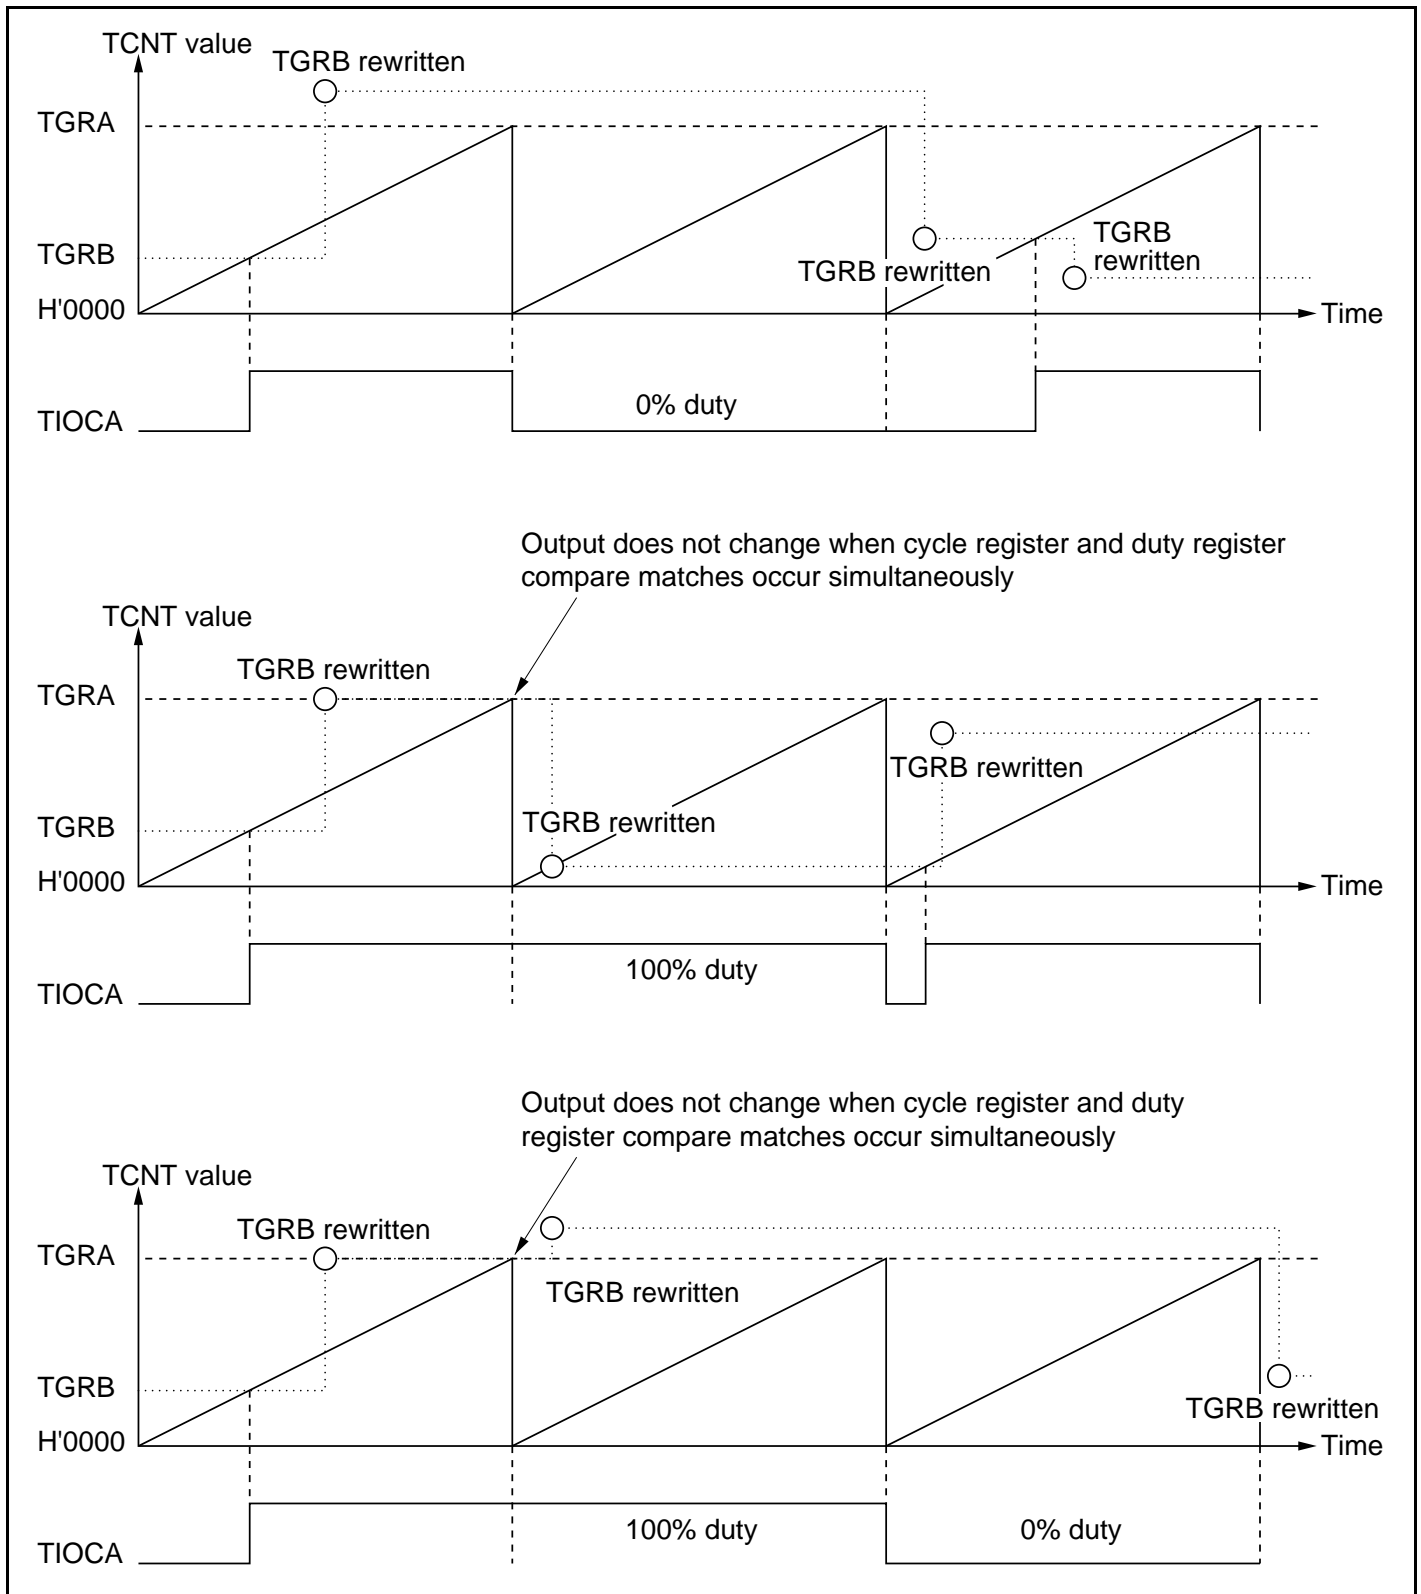 TCNT value
TGRB rewritten
TGRA
TGRB
TGRB
rewritten
TGRB rewritten
H'0000
Time
0% duty
TIOCA
Output does not change when cycle register and duty register
compare matches occur simultaneously
TCNT value
TGRB rewritten
TGRA
TGRB rewritten
TGRB rewritten
TGRB
H'0000
Time
100% duty
TIOCA
Output does not change when cycle register and duty
register compare matches occur simultaneously
TCNT value
TGRB rewritten
TGRA
TGRB rewritten
TGRB
TGRB rewritten
H'0000
Time
100% duty
0% duty
TIOCA